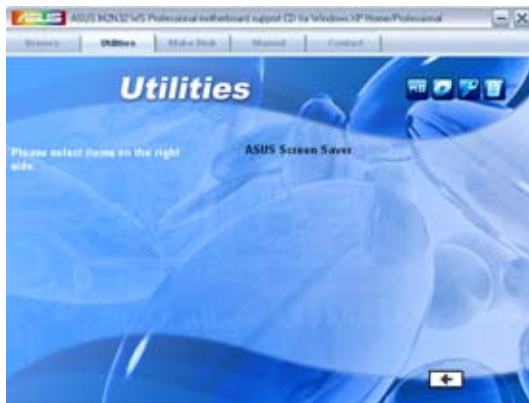 ASUS M2N32 WS Professional motherboard support CD for Windows XP Home/Professional
Drivers Utilities Make Disk Manual Contact
Utilities
Please select items on the right
side.
ASUS Screen Saver